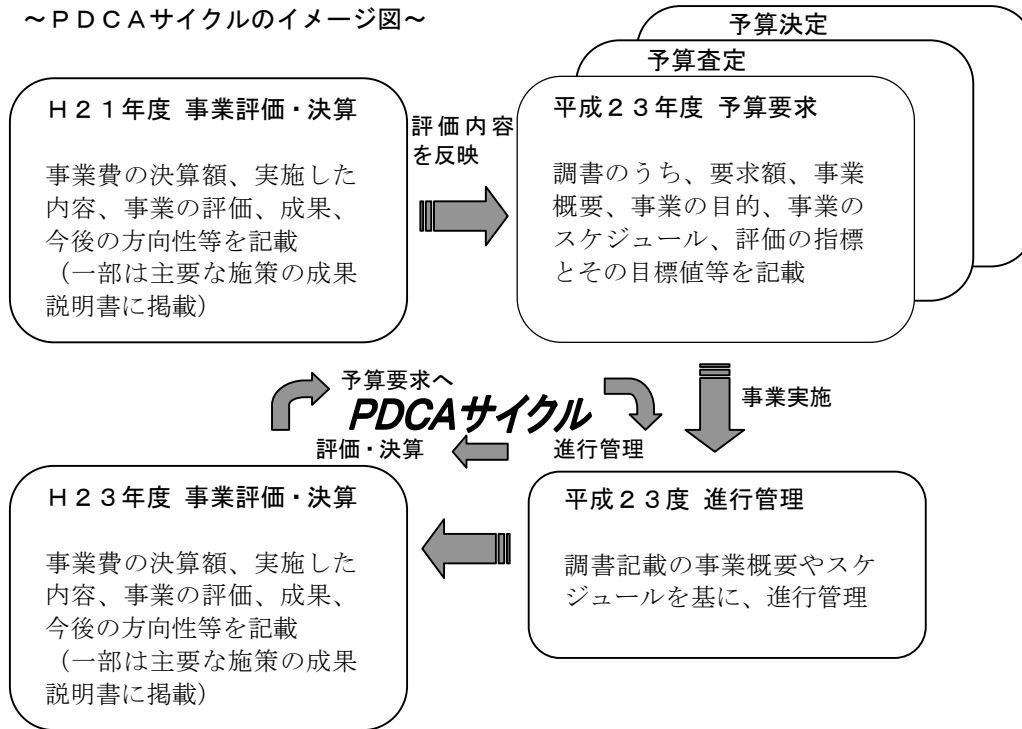 ~PDCAサイクルのイメージ図~
H21年度 事業評価・決算
事業費の決算額、実施した
内容、事業の評価、成果、
今後の方向性等を記載
(一部は主要な施策の成果
説明書に掲載)
評価内容
を反映
予算決定
予算査定
平成23年度 予算要求
調書のうち、要求額、事業
概要、事業の目的、事業の
スケジュール、評価の指標
とその目標値等を記載
予算要求へ
PDCAサイクル
評価・決算
進行管理
事業実施
H23年度 事業評価・決算
事業費の決算額、実施した
内容、事業の評価、成果、
今後の方向性等を記載
(一部は主要な施策の成果
説明書に掲載)
平成23度 進行管理
調書記載の事業概要やスケ
ジュールを基に、進行管理